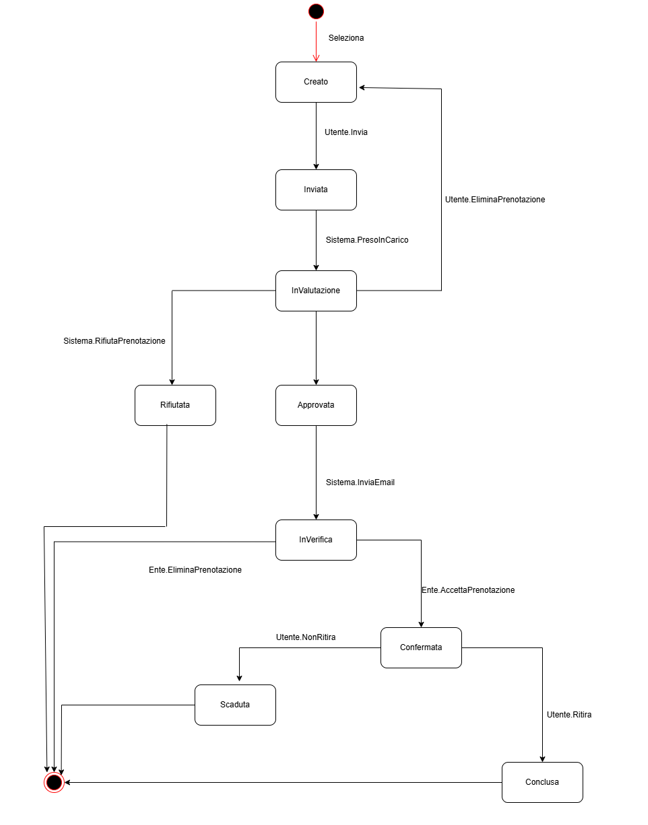 Seleziona
Creato
Utente.Invia
Inviata
Utente.EliminaPrenotazione
Sistema.PresoInCarico
InValutazione
Sistema.RifiutaPrenotazione
Rifiutata
Approvata
Sistema.InviaEmail
InVerifica
Ente.EliminaPrenotazione
Ente.AccettaPrenotazione
Utente.NonRitira
Confermata
Scaduta
Utente.Ritira
Conclusa